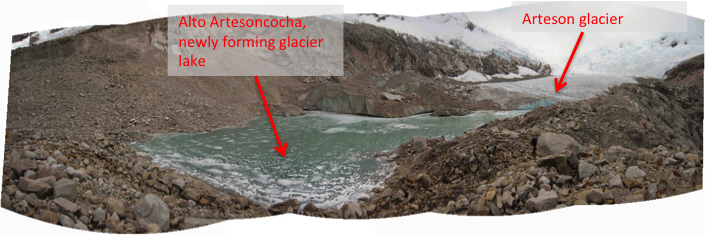 Alto Artesoncocha,
newly forming glacier
lake
Arteson glacier